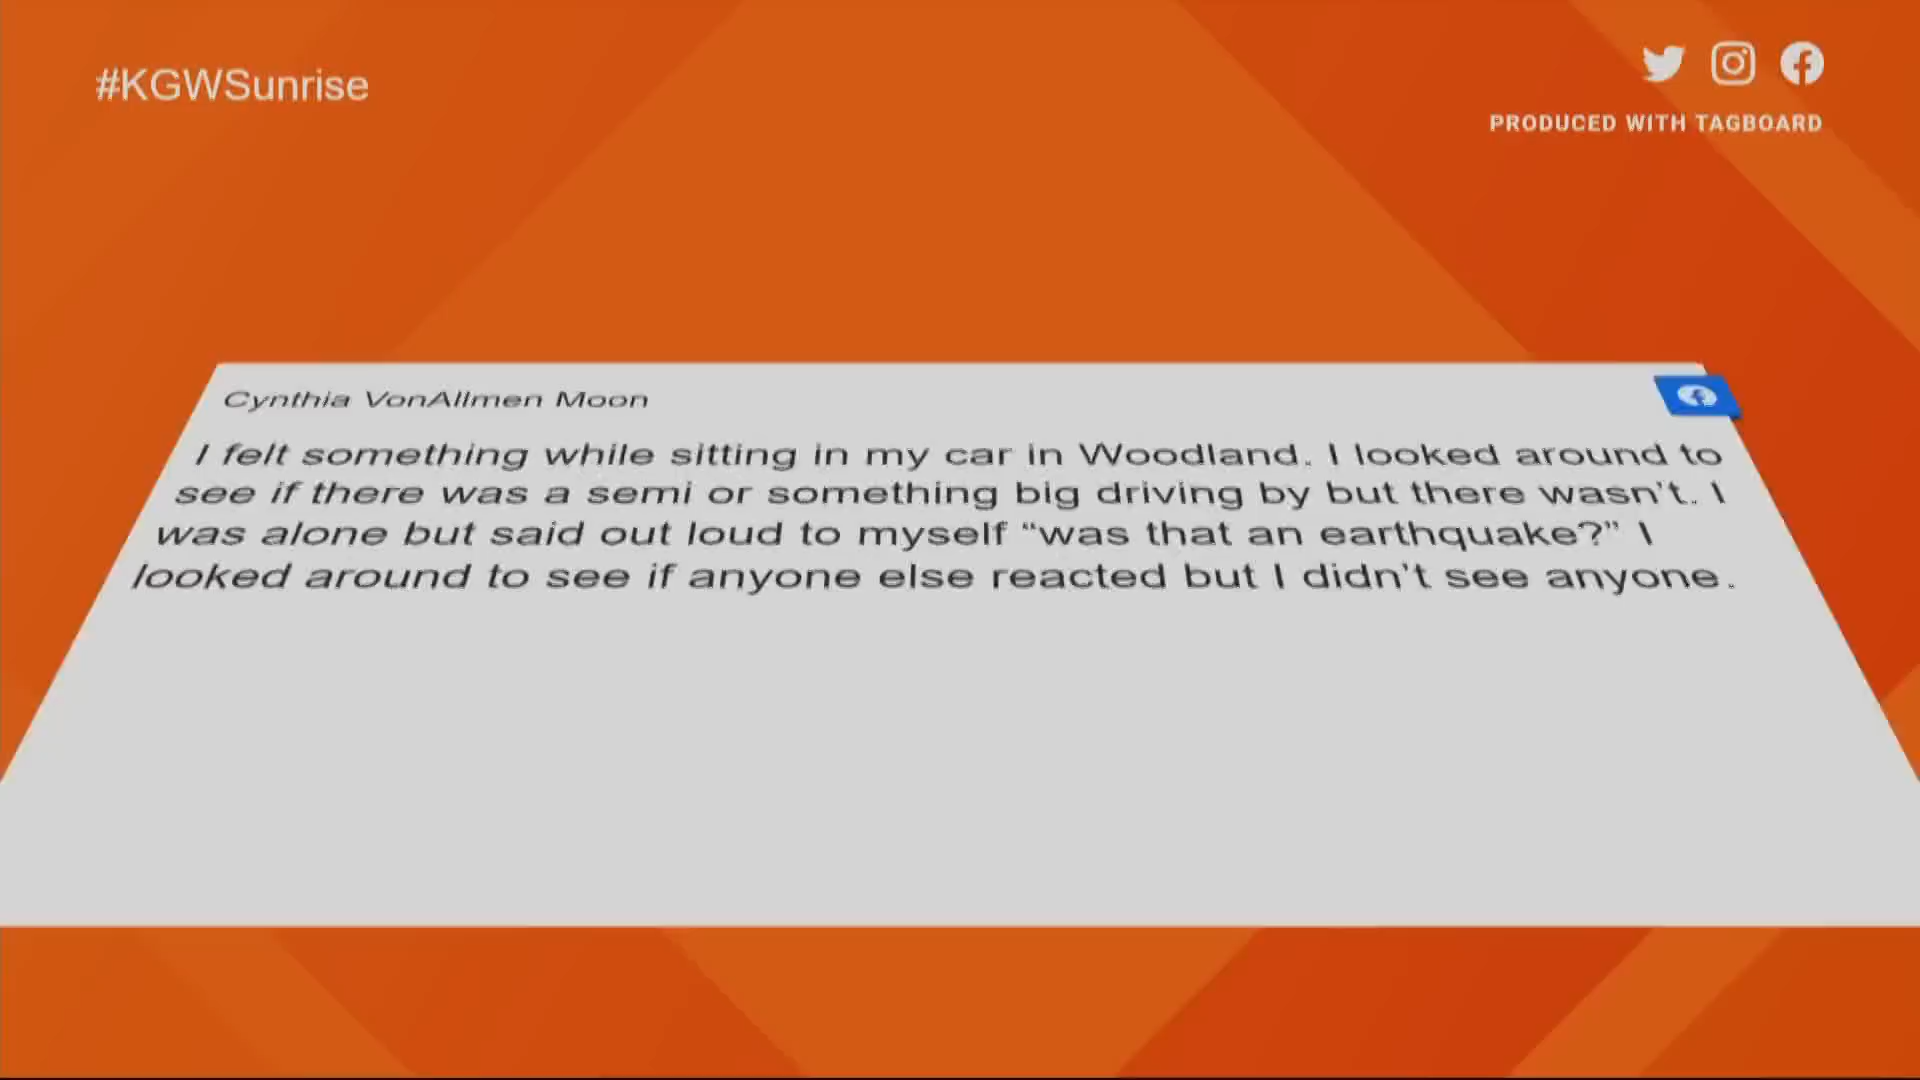 #KGWSunrise
PRODUCED WITH TAGBOARD
Cynthia VonAllmen Moon
I felt something while sitting in my car in Woodland. I looked around to
see if there was a semi or something big driving by but there wasn't. I
was alone but said out loud to myself “was that an earthquake?” I
looked around to see if anyone else reacted but I didn't see anyone.